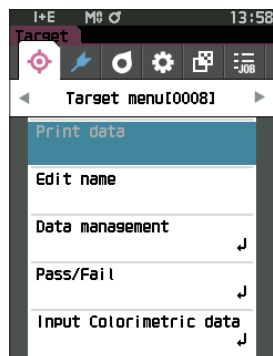 I+E M0 13:58
Target
-JOB
Target menu[0008]
Print data
Edit name
Data management
Pass/Fail
Input Colorimetric data